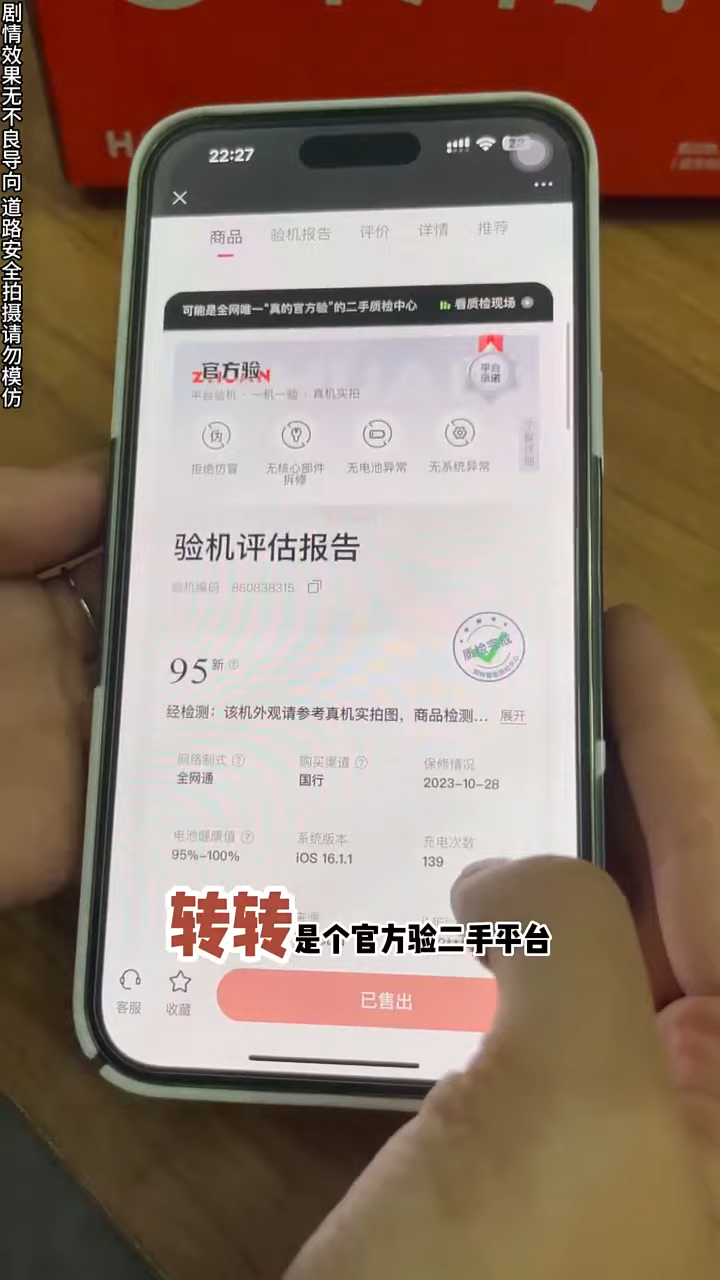 剧情效果无不良导向 道路安全拍摄请勿模仿
22:27
商品 验机报告 评价 详情 推荐
可能是全网唯一“真的官方验”的二手质检中心 看质检现场
官方验
平台验机·一机一验·真机实拍
平台
承诺
伪
拒绝仿冒 无核心部件 无电池异常 无系统异常
拆修
验机评估报告
验机编码 860838315
质检完成
95新
经检测：该机外观请参考真机实拍图，商品检测... 展开
网络制式 购买渠道 保修情况
全网通 国行 2023-10-28
电池健康值 系统版本 充电次数
95%-100% iOS 16.1.1 139
转转是个官方验二手平台
客服 收藏 已售出